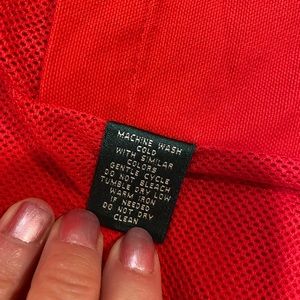 MACHINE WASH
COLD
WITH SIMILAR
COLORS
GENTLE CYCLE
DO NOT BLEACH
TUMBLE DRY LOW
WARM IRON
IF NEEDED
DO NOT DRY
CLEAN